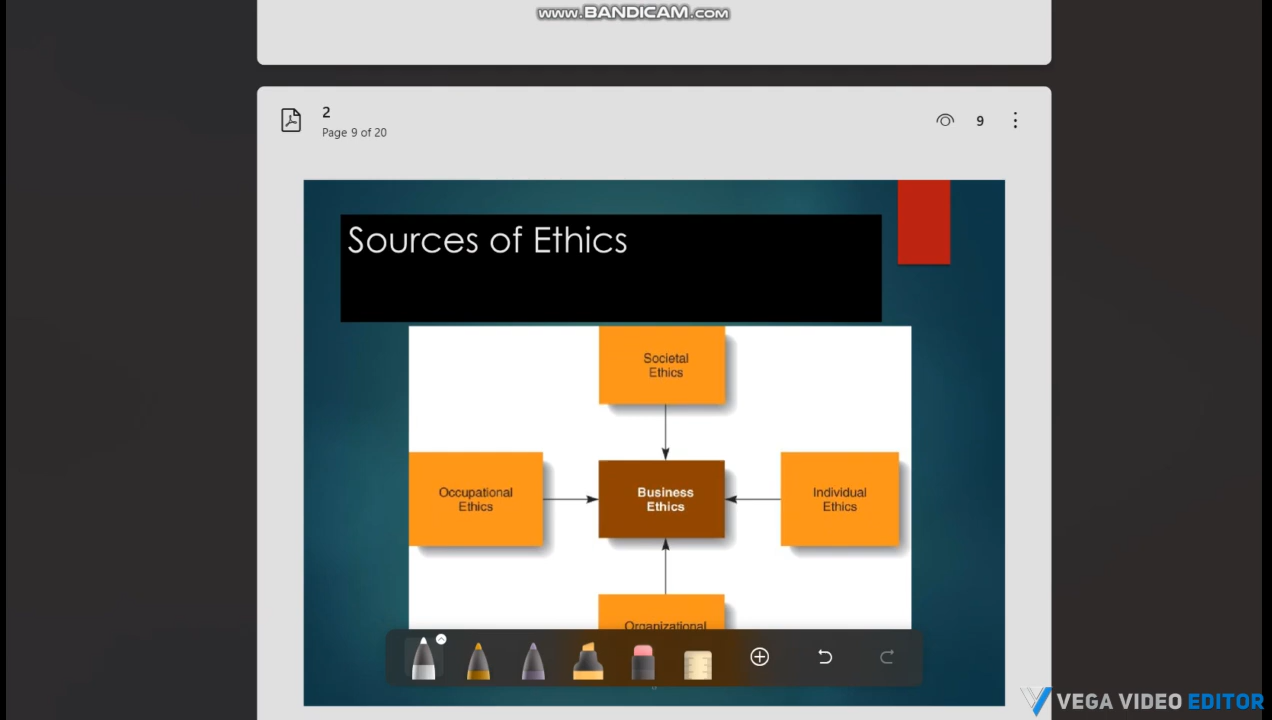 www.BANDICAM.com
2
Page 9 of 20
9
Sources of Ethics
Societal
Ethics
Occupational
Ethics
Business
Ethics
Individual
Ethics
Organizational
VEGA VIDEO EDITOR